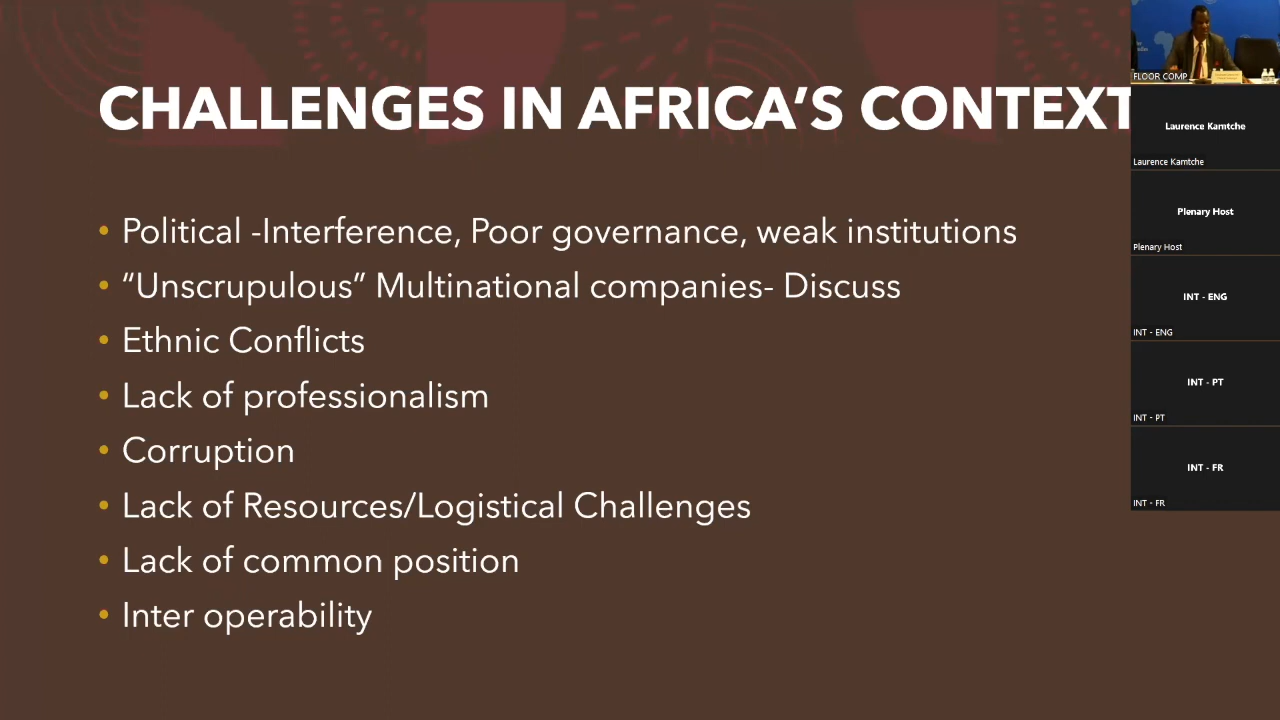 CHALLENGES IN AFRICA’S CONTEXT
• Political -Interference, Poor governance, weak institutions
• “Unscrupulous” Multinational companies- Discuss
• Ethnic Conflicts
• Lack of professionalism
• Corruption
• Lack of Resources/Logistical Challenges
• Lack of common position
• Inter operability
FLOOR COMP
Laurence Kamtche
Laurence Kamtche
Plenary Host
Plenary Host
INT - ENG
INT - ENG
INT - PT
INT - PT
INT - FR
INT - FR